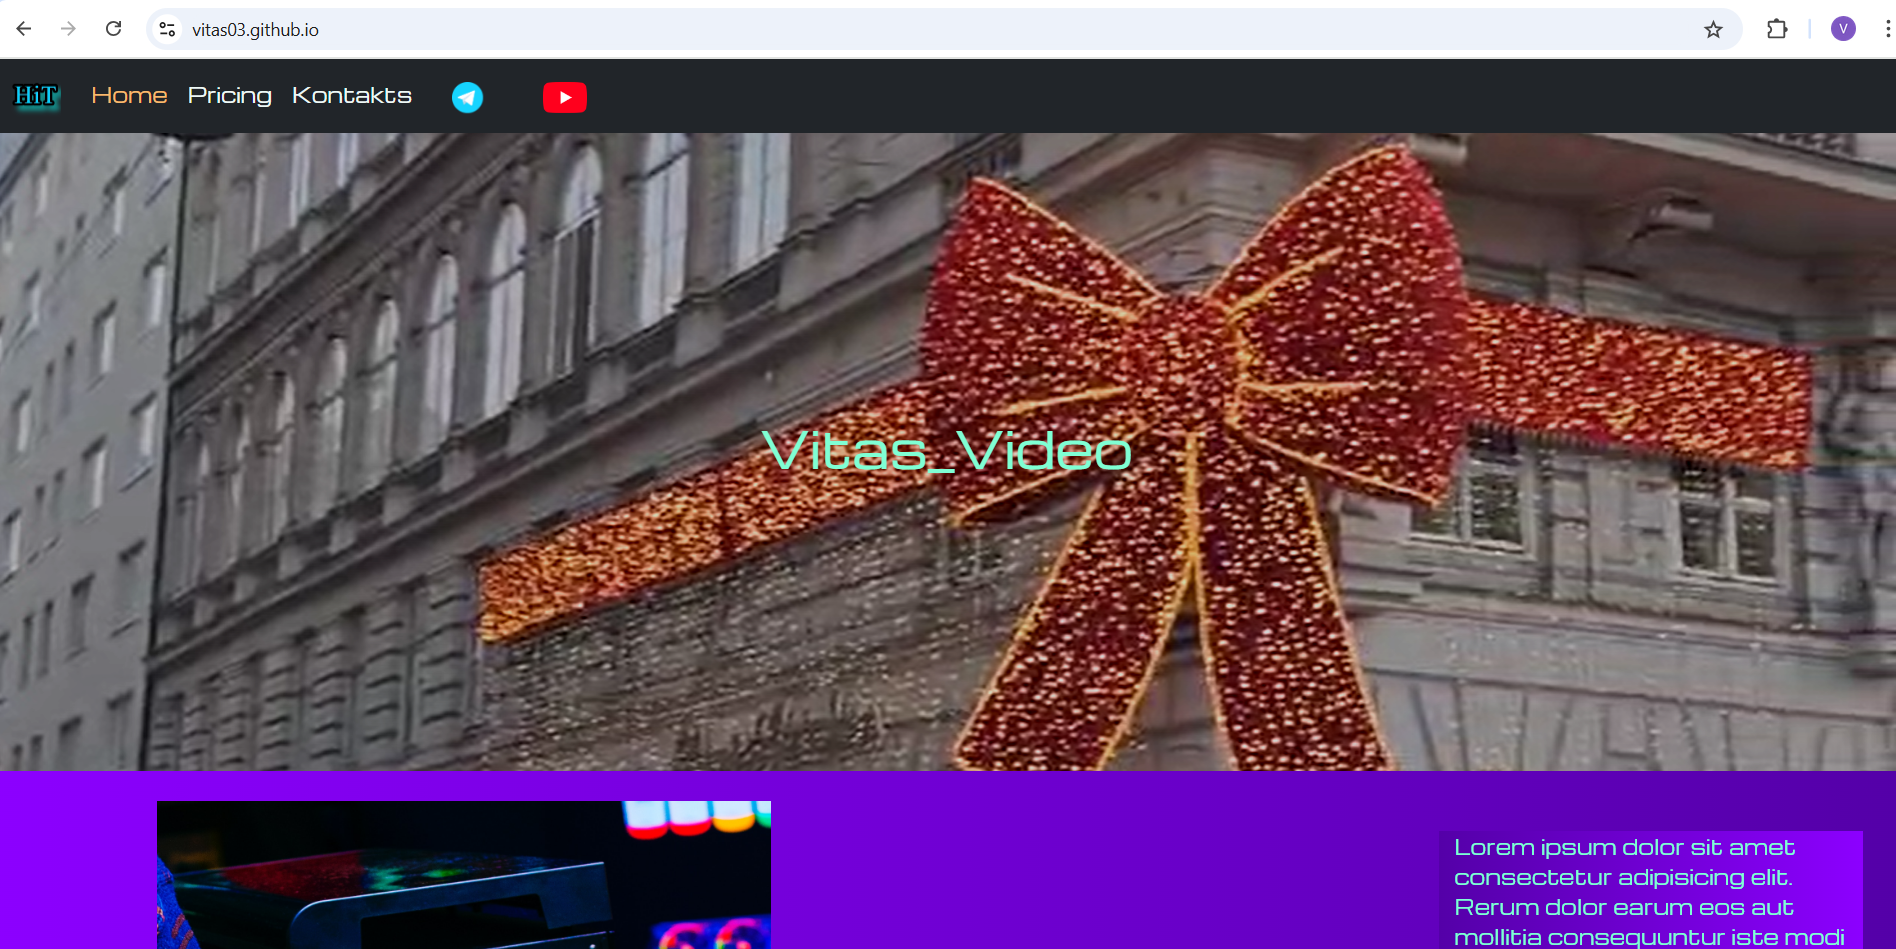 vitas03.github.io
V
HiT
Home Pricing Kontakts
Vitas_Video
Lorem ipsum dolor sit amet
consectetur adipisicing elit.
Rerum dolor earum eos aut
mollitia consequuntur iste modi